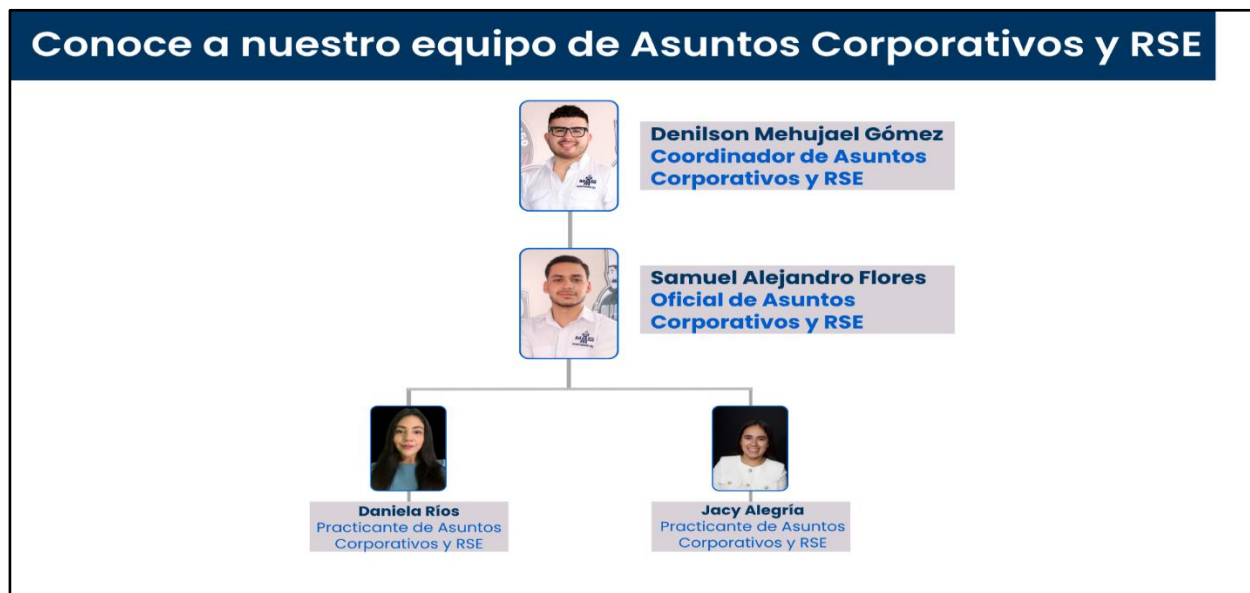 Conoce a nuestro equipo de Asuntos Corporativos y RSE
Denilson Mehujael Gómez
Coordinador de Asuntos
Corporativos y RSE
Samuel Alejandro Flores
Oficial de Asuntos
Corporativos y RSE
Daniela Ríos
Practicante de Asuntos
Corporativos y RSE
Jacy Alegría
Practicante de Asuntos
Corporativos y RSE